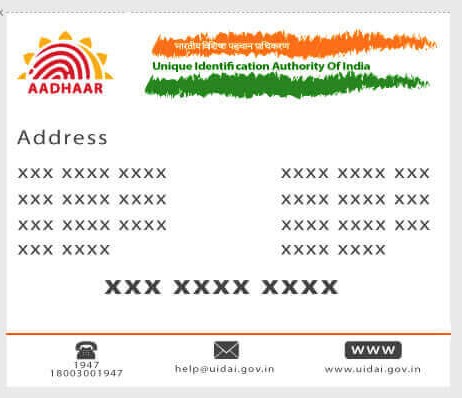 भारतीय विशिष्ट पहचान प्राधिकरण
Unique Identification Authority Of India
AADHAAR
Address
xxx xxxx xxxx xxxx xxxx xxx
xxx xxxx xxxx xxxx xxxx xxx
xxx xxxx xxxx xxxx xxxx xxx
xxx xxxx xxxx xxxx
xxx xxxx xxxx
1947
18003001947
help@uidai.gov.in
WWW
www.uidai.gov.in